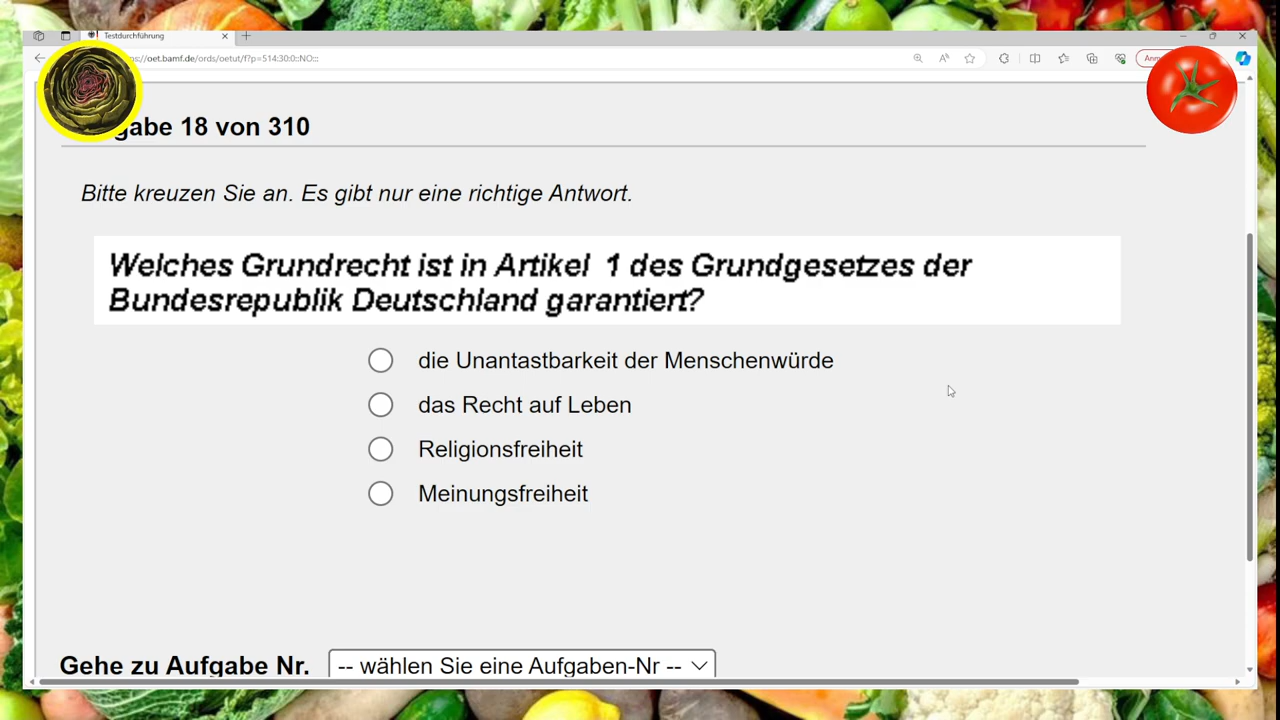 Testdurchführung
oet.bamf.de/ords/oetut/f?p=514:30:0::NO:::
gabe 18 von 310
Bitte kreuzen Sie an. Es gibt nur eine richtige Antwort.
Welches Grundrecht ist in Artikel 1 des Grundgesetzes der
Bundesrepublik Deutschland garantiert?
die Unantastbarkeit der Menschenwürde
das Recht auf Leben
Religionsfreiheit
Meinungsfreiheit
Gehe zu Aufgabe Nr. -- wählen Sie eine Aufgaben-Nr --